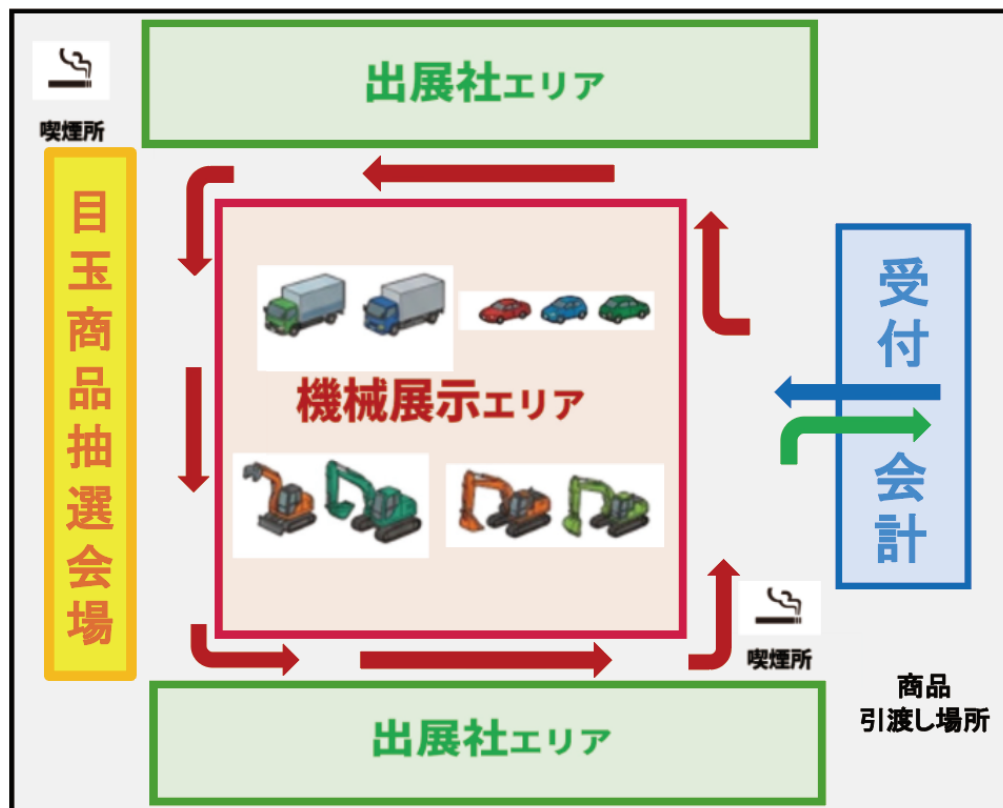 喫煙所
出展社エリア
目玉商品抽選会場
機械展示エリア
受付
会計
喫煙所
商品
引渡し場所
出展社エリア